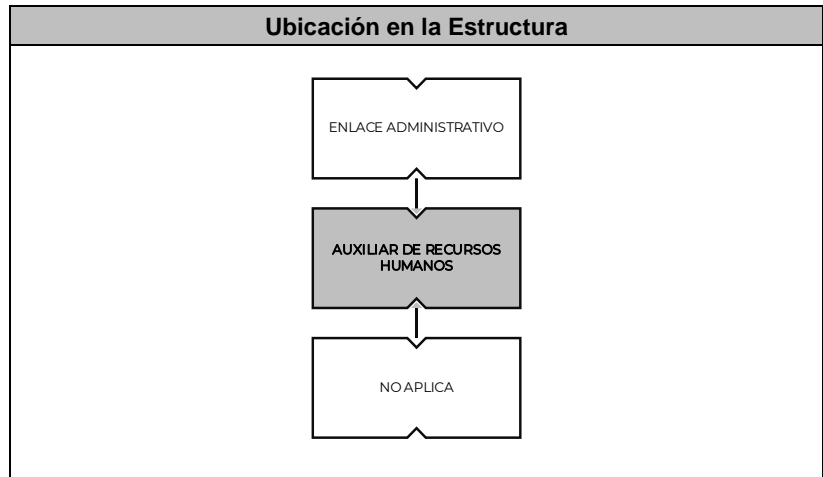 Ubicación en la Estructura
ENLACE ADMINISTRATIVO
AUXILIAR DE RECURSOS
HUMANOS
NO APLICA